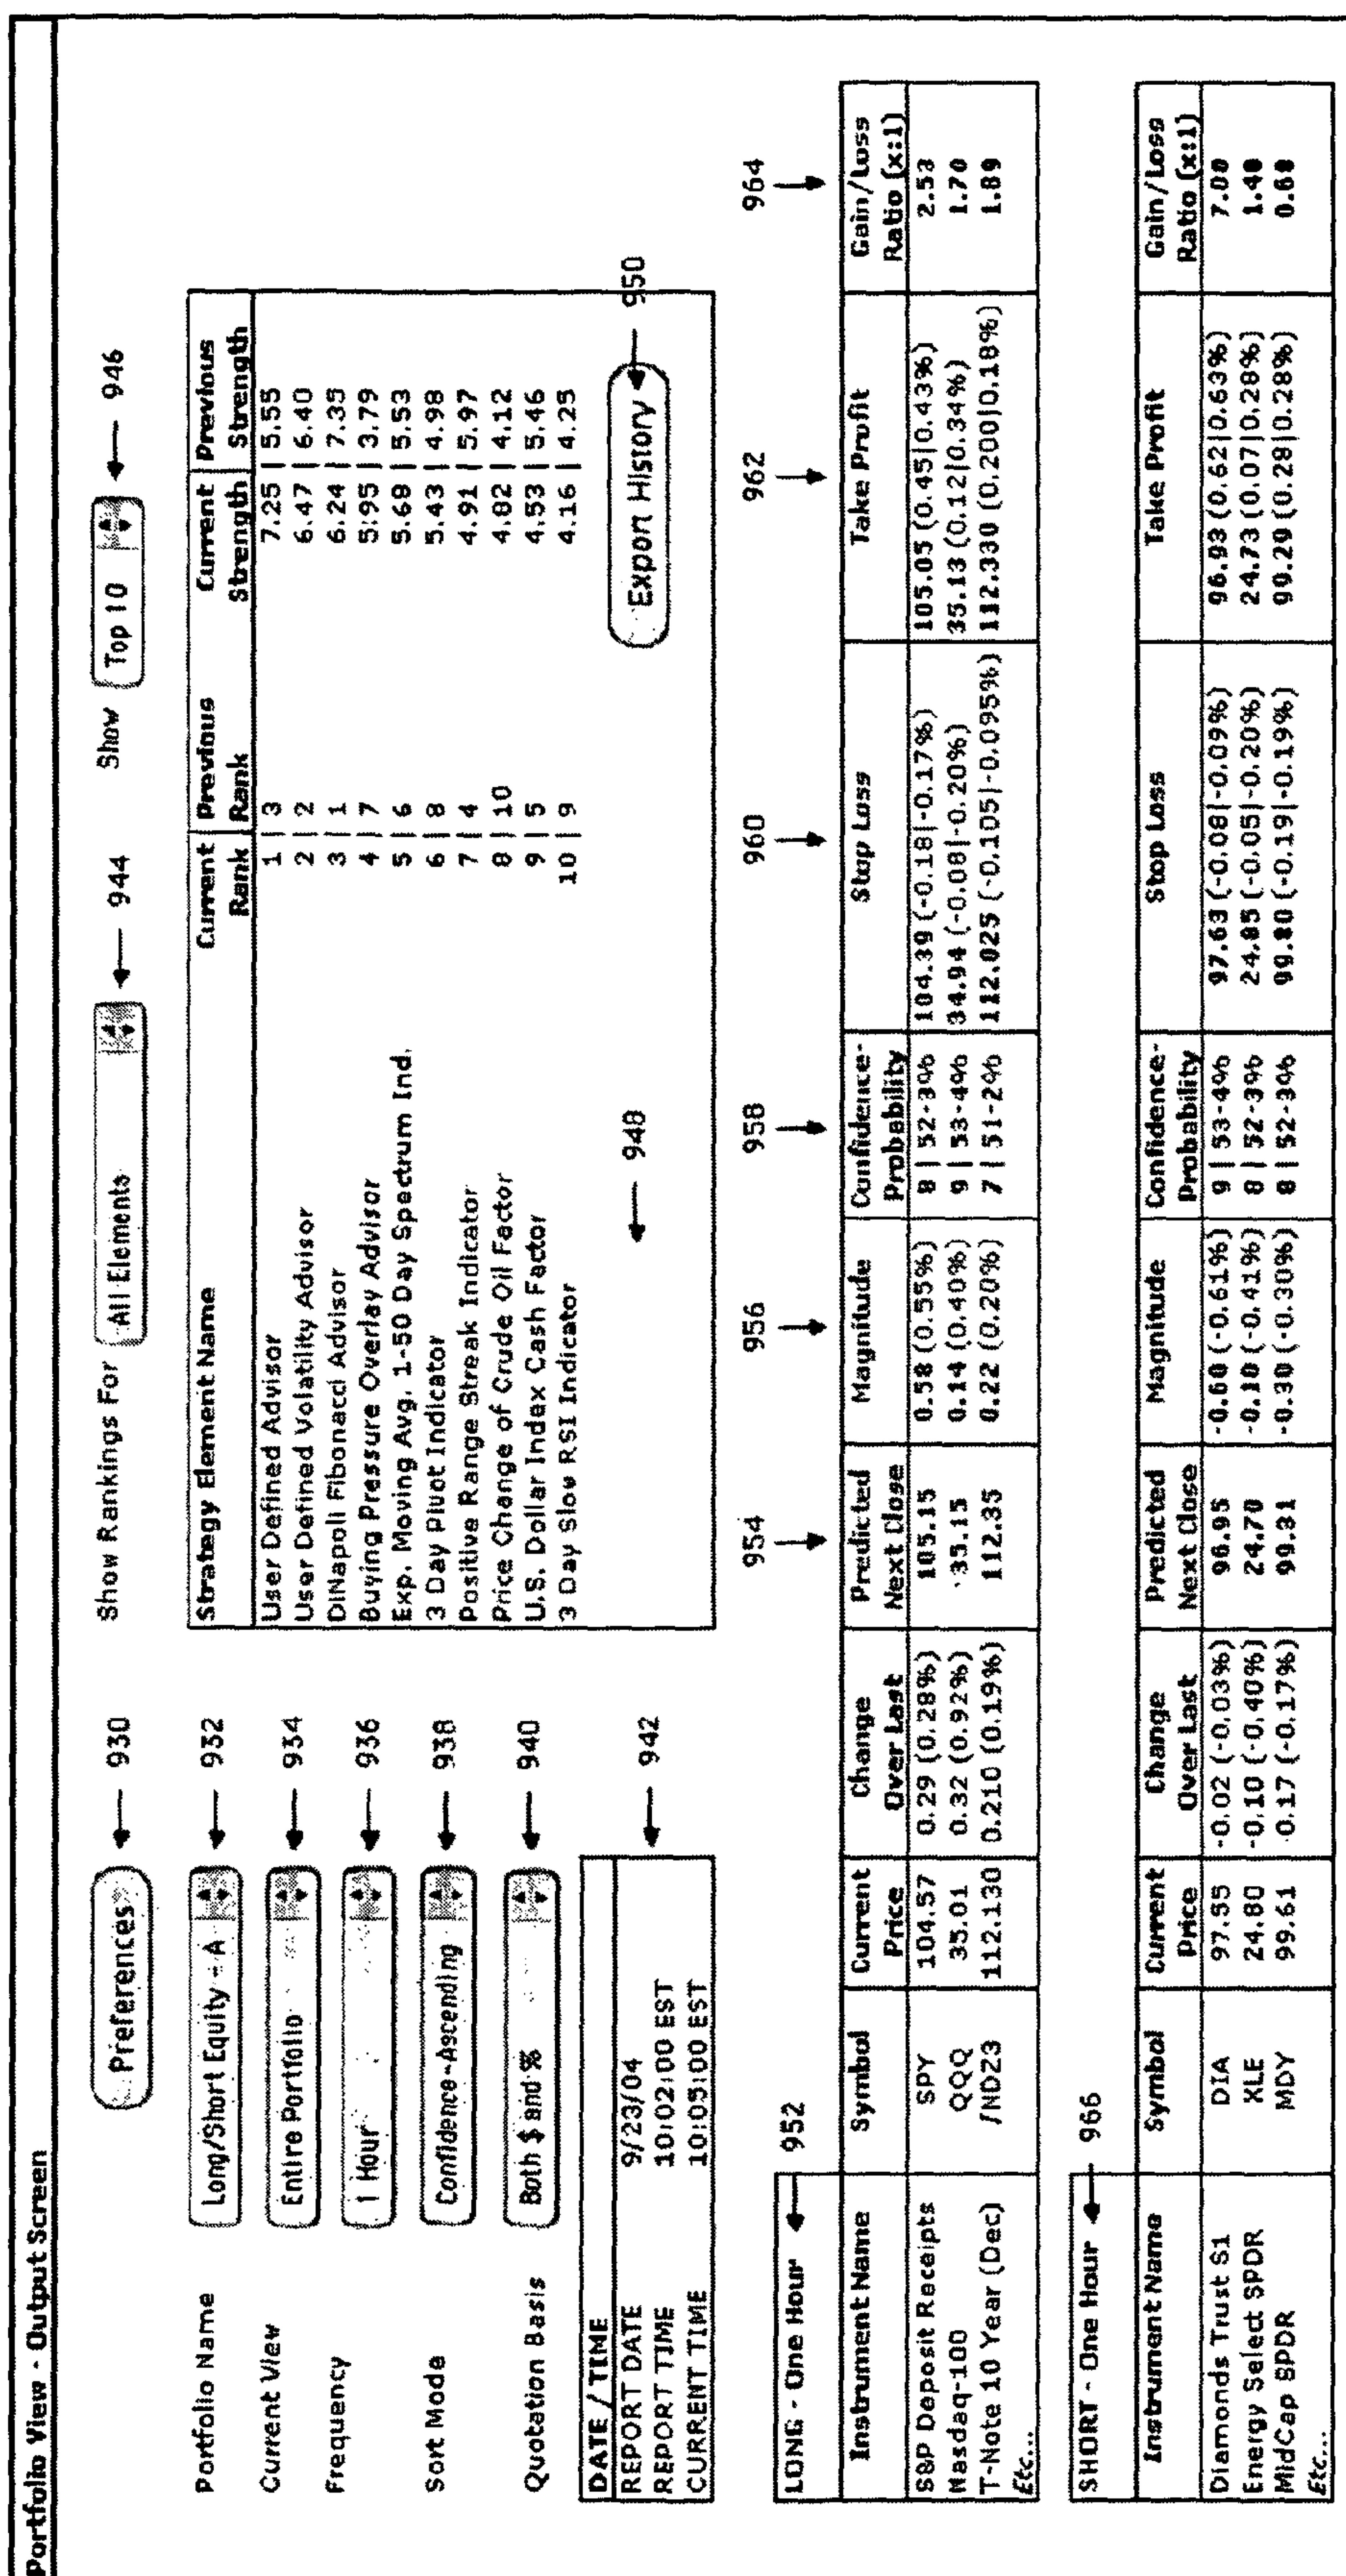 Portfolio View - Output Screen
Preferences 930
Show Rankings For All Elements 944 Show Top 10 946
Portfolio Name Long/Short Equity - A 932
Current View Entire Portfolio 934
Frequency 1 Hour 936
Sort Mode Confidence-Ascending 938
Quotation Basis Both $ and % 940
Strategy Element Name Current Rank | Previous Rank Current Strength | Previous Strength
User Defined Advisor 1 | 3 7.25 | 5.55
User Defined Volatility Advisor 2 | 2 6.47 | 6.40
DiNapoli Fibonacci Advisor 3 | 1 6.24 | 7.35
Buying Pressure Overlay Advisor 4 | 7 5.95 | 3.79
Exp. Moving Avg. 1-50 Day Spectrum Ind. 5 | 6 5.68 | 5.53
3 Day Pivot Indicator 6 | 8 5.43 | 4.98
Positive Range Streak Indicator 7 | 4 4.91 | 5.97
Price Change of Crude Oil Factor 8 | 10 4.82 | 4.12
U.S. Dollar Index Cash Factor 9 | 5 4.53 | 5.46
3 Day Slow RSI Indicator 10 | 9 4.16 | 4.25
948 Export History 950
DATE / TIME
REPORT DATE 9/23/04
REPORT TIME 10:02:00 EST 942
CURRENT TIME 10:05:00 EST
LONG - One Hour 952 954 956 958 960 962 964
Instrument Name Symbol Current Price Change Over Last Predicted Next Close Magnitude Confidence-Probability Stop Loss Take Profit Gain/Loss Ratio (x:1)
S&P Deposit Receipts SPY 104.57 0.29 (0.28%) 105.15 0.58 (0.55%) 8 | 52-3% 104.39 (-0.18|-0.17%) 105.05 (0.45|0.43%) 2.53
Nasdaq-100 QQQ 35.01 0.32 (0.92%) 35.15 0.14 (0.40%) 9 | 53-4% 34.94 (-0.08|-0.20%) 35.13 (0.12|0.34%) 1.70
T-Note 10 Year (Dec) /NDZ3 112.130 0.210 (0.19%) 112.35 0.22 (0.20%) 7 | 51-2% 112.025 (-0.105|-0.095%) 112.330 (0.200|0.18%) 1.89
Etc...
SHORT - One Hour 966
Instrument Name Symbol Current Price Change Over Last Predicted Next Close Magnitude Confidence-Probability Stop Loss Take Profit Gain/Loss Ratio (x:1)
Diamonds Trust S1 DIA 97.55 -0.02 (-0.03%) 96.95 -0.60 (-0.61%) 9 | 53-4% 97.63 (-0.08|-0.09%) 96.93 (0.62|0.63%) 7.00
Energy Select SPDR XLE 24.80 -0.10 (-0.40%) 24.70 -0.10 (-0.41%) 8 | 52-3% 24.85 (-0.05|-0.20%) 24.73 (0.07|0.28%) 1.40
MidCap SPDR MDY 99.61 -0.17 (-0.17%) 99.31 -0.30 (-0.30%) 8 | 52-3% 99.80 (-0.19|-0.19%) 99.29 (0.28|0.28%)
Etc...